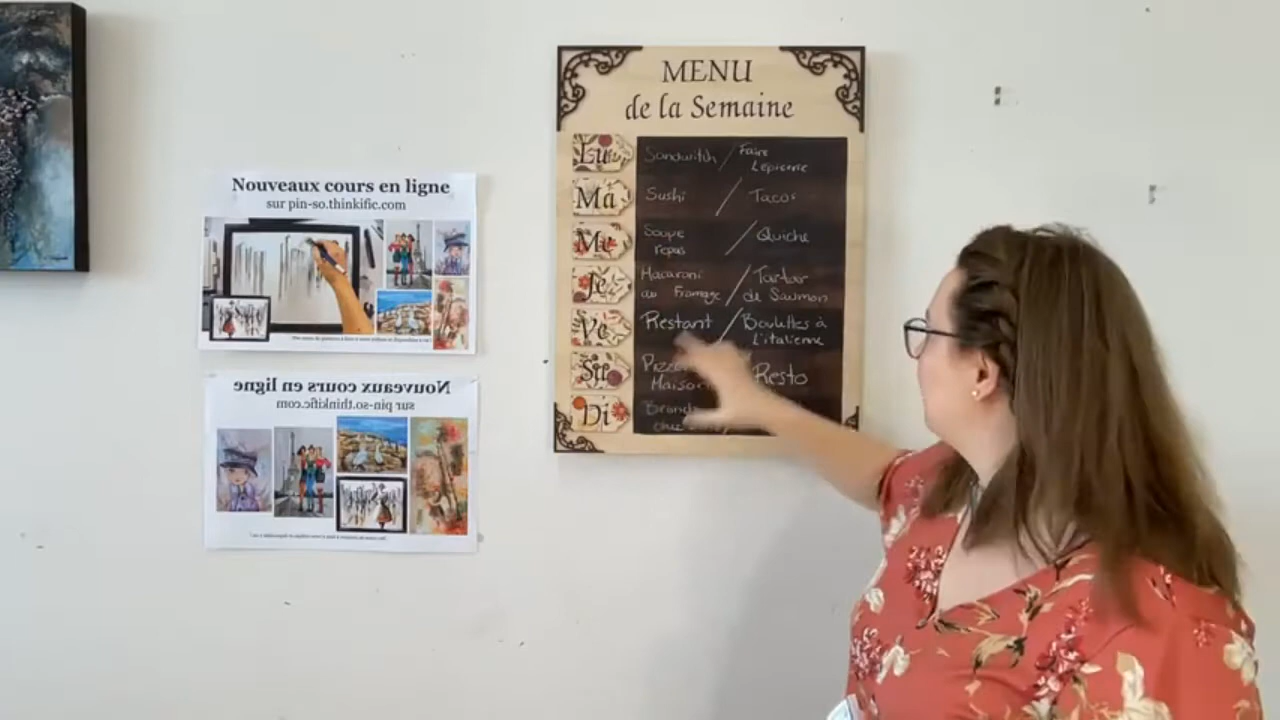 Nouveaux cours en ligne
sur pin-so.thinkific.com
Nouveaux cours en ligne
sur pin-so.thinkific.com
MENU
de la Semaine
Lu Sandwitch / Faire
L'épicerie
Ma Sushi / Tacos
Me Soupe / Quiche
repas
Je Macaroni / Tartar
au Fromage de Saumon
Ve Restant / Boulettes à
L'italienne
Sa Resto
Maison
Di